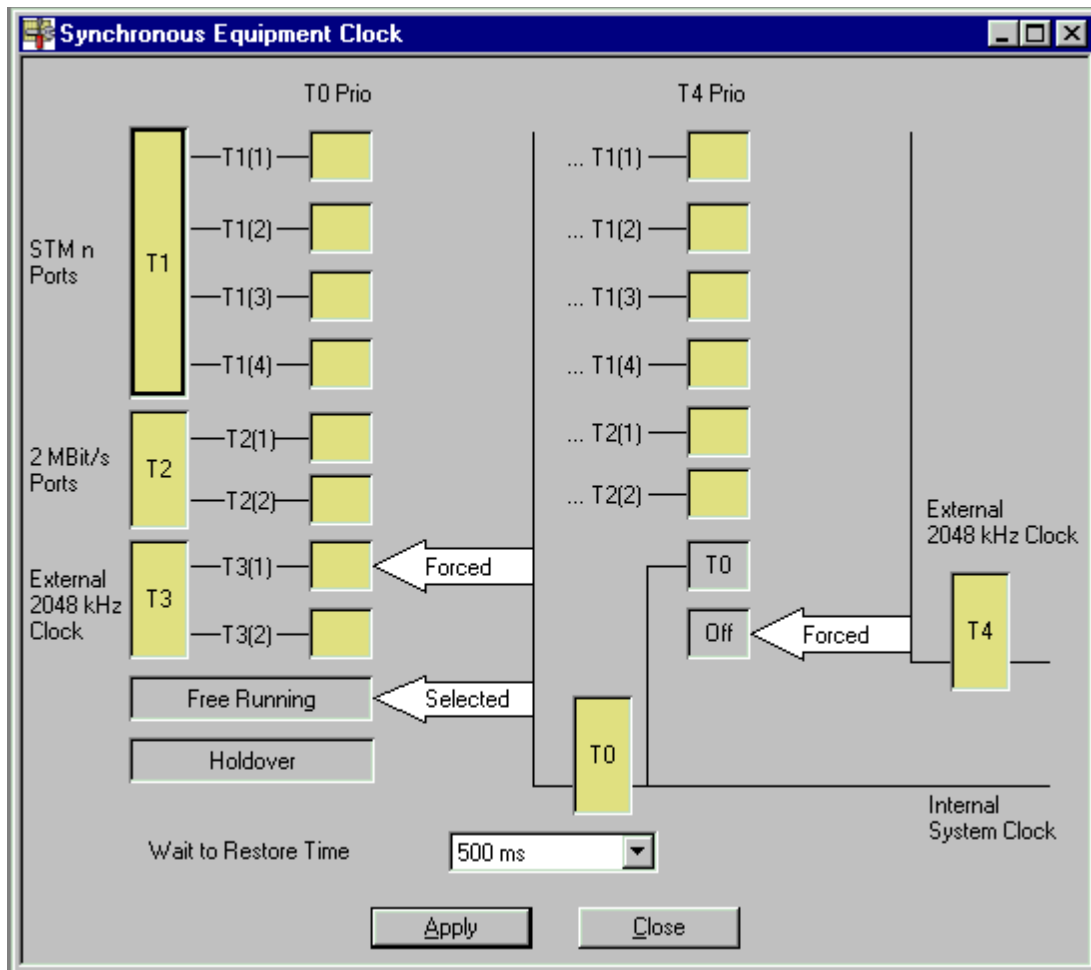 Synchronous Equipment Clock
T0 Prio
T4 Prio
T1(1)
... T1(1)
T1(2)
... T1(2)
STM n
Ports
T1
T1(3)
... T1(3)
T1(4)
... T1(4)
2 MBit/s
Ports
T2
T2(1)
... T2(1)
T2(2)
... T2(2)
External
2048 kHz
Clock
T3
T3(1)
Forced
T0
T3(2)
Off
Forced
External
2048 kHz Clock
T4
Free Running
Selected
Holdover
T0
Internal
System Clock
Wait to Restore Time
500 ms
Apply
Close